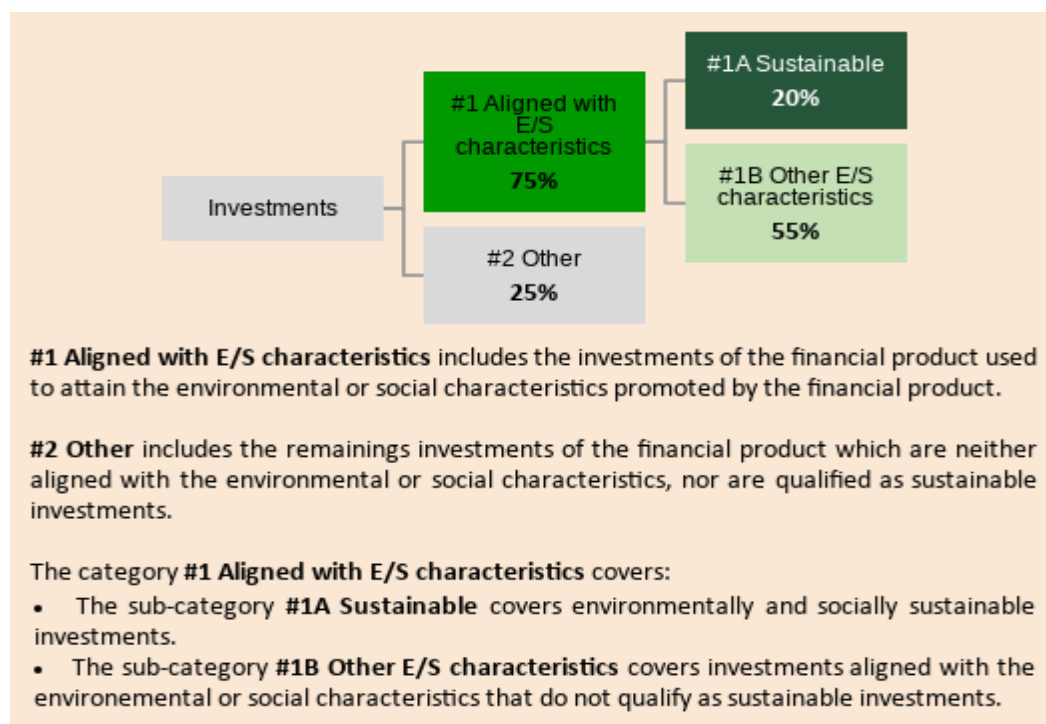 #1A Sustainable
20%
#1 Aligned with
E/S
characteristics
75%
#1B Other E/S
characteristics
55%
Investments
#2 Other
25%
#1 Aligned with E/S characteristics includes the investments of the financial product used
to attain the environmental or social characteristics promoted by the financial product.
#2 Other includes the remainings investments of the financial product which are neither
aligned with the environmental or social characteristics, nor are qualified as sustainable
investments.
The category #1 Aligned with E/S characteristics covers:
• The sub-category #1A Sustainable covers environmentally and socially sustainable
investments.
• The sub-category #1B Other E/S characteristics covers investments aligned with the
environemental or social characteristics that do not qualify as sustainable investments.